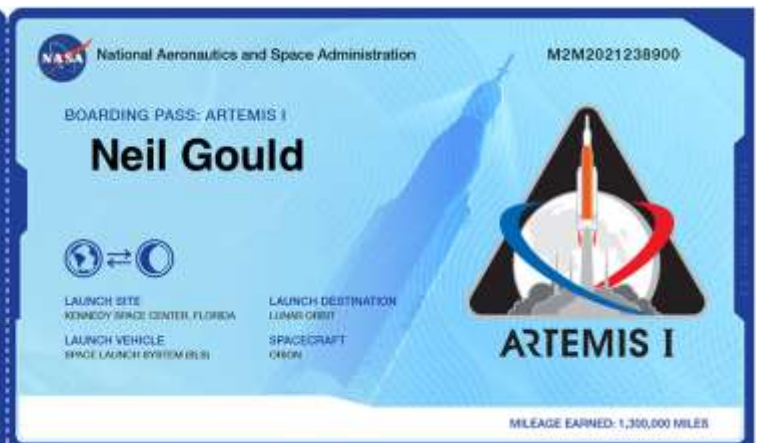 NASA
National Aeronautics and Space Administration
M2M2021238900
BOARDING PASS: ARTEMIS I
Neil Gould
LAUNCH SITE
KENNEDY SPACE CENTER, FLORIDA
LAUNCH DESTINATION
LUNAR ORBIT
LAUNCH VEHICLE
SPACE LAUNCH SYSTEM (SLS)
SPACECRAFT
ORION
ARTEMIS I
MILEAGE EARNED: 1,300,000 MILES